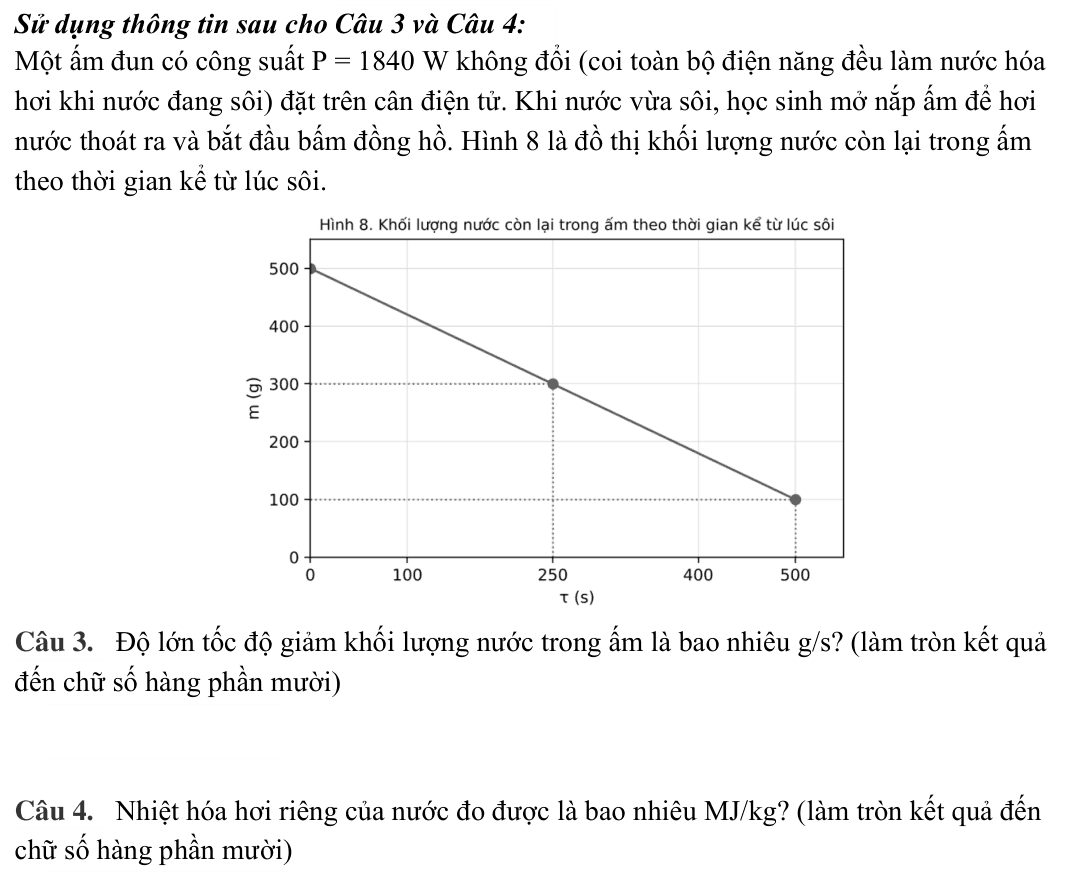 Sử dụng thông tin sau cho Câu 3 và Câu 4:
Một ấm đun có công suất P = 1840 W không đổi (coi toàn bộ điện năng đều làm nước hóa
hơi khi nước đang sôi) đặt trên cân điện tử. Khi nước vừa sôi, học sinh mở nắp ấm để hơi
nước thoát ra và bắt đầu bấm đồng hồ. Hình 8 là đồ thị khối lượng nước còn lại trong ấm
theo thời gian kể từ lúc sôi.
Hình 8. Khối lượng nước còn lại trong ấm theo thời gian kể từ lúc sôi
500
400
300
200
100
0
m (g)
0 100 250 400 500
τ (s)
Câu 3. Độ lớn tốc độ giảm khối lượng nước trong ấm là bao nhiêu g/s? (làm tròn kết quả
đến chữ số hàng phần mười)
Câu 4. Nhiệt hóa hơi riêng của nước đo được là bao nhiêu MJ/kg? (làm tròn kết quả đến
chữ số hàng phần mười)